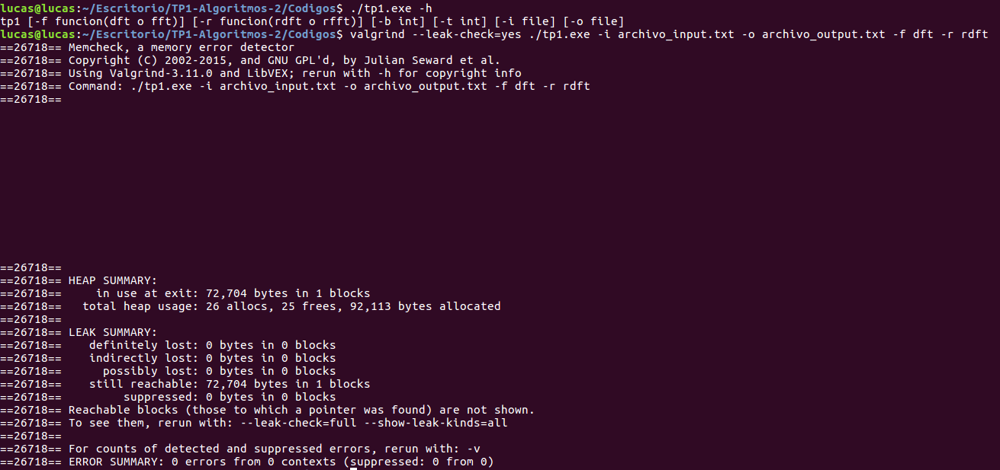 lucas@lucas:~/Escritorio/TP1-Algoritmos-2/Codigos$ ./tp1.exe -h
tp1 [-f funcion(dft o fft)] [-r funcion(rdft o rfft)] [-b int] [-t int] [-i file] [-o file]
lucas@lucas:~/Escritorio/TP1-Algoritmos-2/Codigos$ valgrind --leak-check=yes ./tp1.exe -i archivo_input.txt -o archivo_output.txt -f dft -r rdft
==26718== Memcheck, a memory error detector
==26718== Copyright (C) 2002-2015, and GNU GPL'd, by Julian Seward et al.
==26718== Using Valgrind-3.11.0 and LibVEX; rerun with -h for copyright info
==26718== Command: ./tp1.exe -i archivo_input.txt -o archivo_output.txt -f dft -r rdft
==26718==
==26718==
==26718== HEAP SUMMARY:
==26718==     in use at exit: 72,704 bytes in 1 blocks
==26718==   total heap usage: 26 allocs, 25 frees, 92,113 bytes allocated
==26718==
==26718== LEAK SUMMARY:
==26718==    definitely lost: 0 bytes in 0 blocks
==26718==    indirectly lost: 0 bytes in 0 blocks
==26718==      possibly lost: 0 bytes in 0 blocks
==26718==    still reachable: 72,704 bytes in 1 blocks
==26718==         suppressed: 0 bytes in 0 blocks
==26718== Reachable blocks (those to which a pointer was found) are not shown.
==26718== To see them, rerun with: --leak-check=full --show-leak-kinds=all
==26718==
==26718== For counts of detected and suppressed errors, rerun with: -v
==26718== ERROR SUMMARY: 0 errors from 0 contexts (suppressed: 0 from 0)